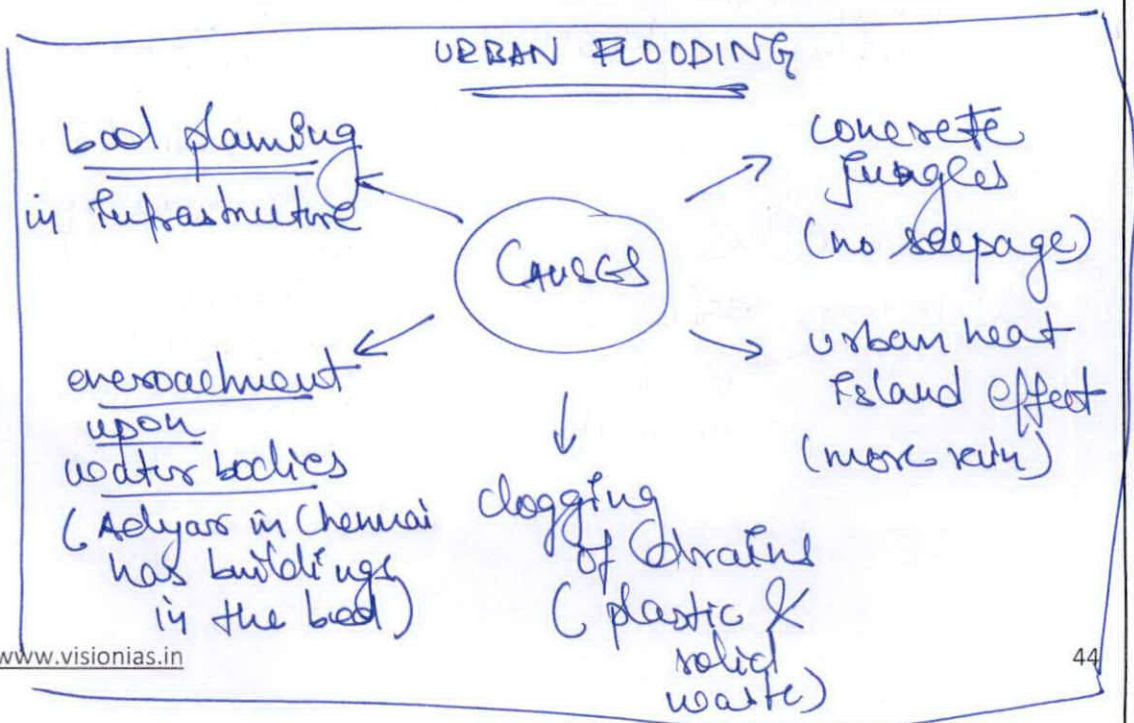 URBAN FLOODING
bad planning
in Infrastructure
CAUSES
concrete
Jungles
(no seepage)
urban heat
Island effect
(more rain)
encroachment
upon
water bodies
(Adyar in Chennai
has buildings
in the bed)
clogging
of drains
(plastic &
solid
waste)
www.visionias.in
44